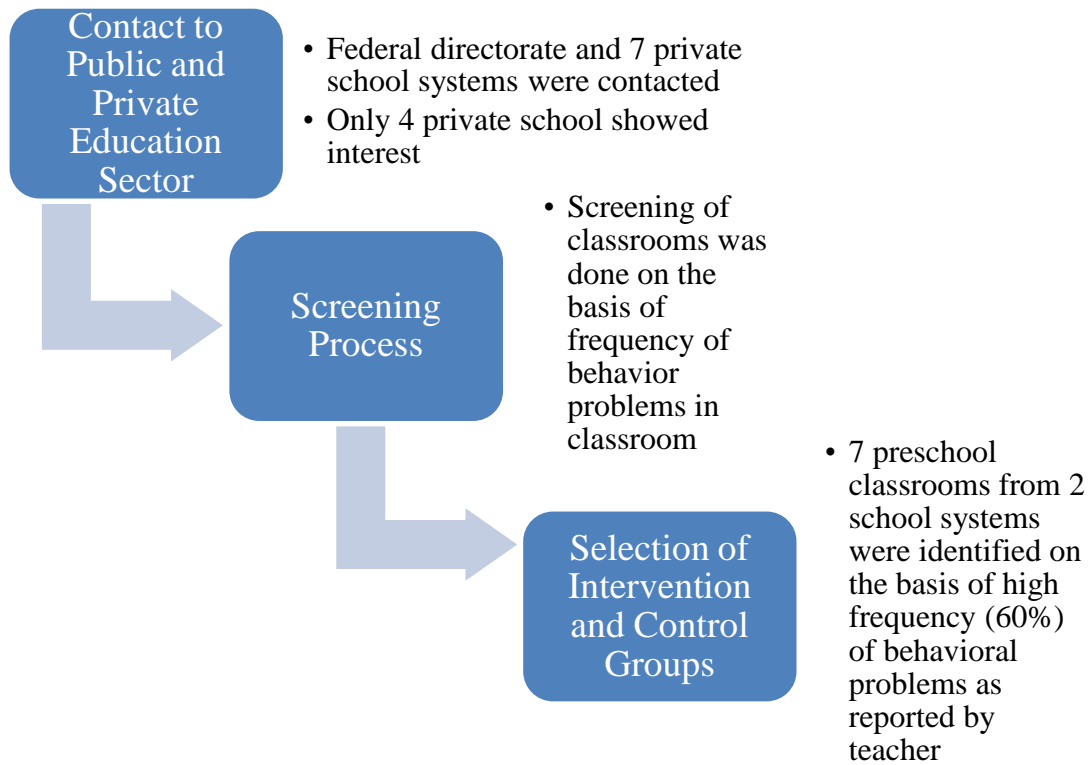 Contact to
Public and
Private
Education
Sector
• Federal directorate and 7 private
school systems were contacted
• Only 4 private school showed
interest
Screening
Process
• Screening of
classrooms was
done on the
basis of
frequency of
behavior
problems in
classroom
Selection of
Intervention
and Control
Groups
• 7 preschool
classrooms from 2
school systems
were identified on
the basis of high
frequency (60%)
of behavioral
problems as
reported by
teacher